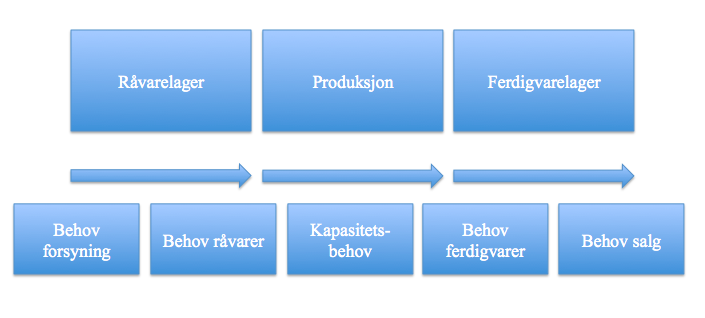 Råvarelager
Produksjon
Ferdigvarelager
Behov
forsyning
Behov råvarer
Kapasitets-
behov
Behov
ferdigvarer
Behov salg